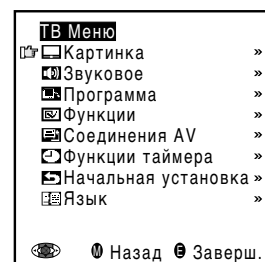 ТВ Меню
Картинка »
Звуковое »
Программа »
Функции »
Соединения AV »
Функции таймера »
Начальная установка »
Язык »
M Назад E Заверш.